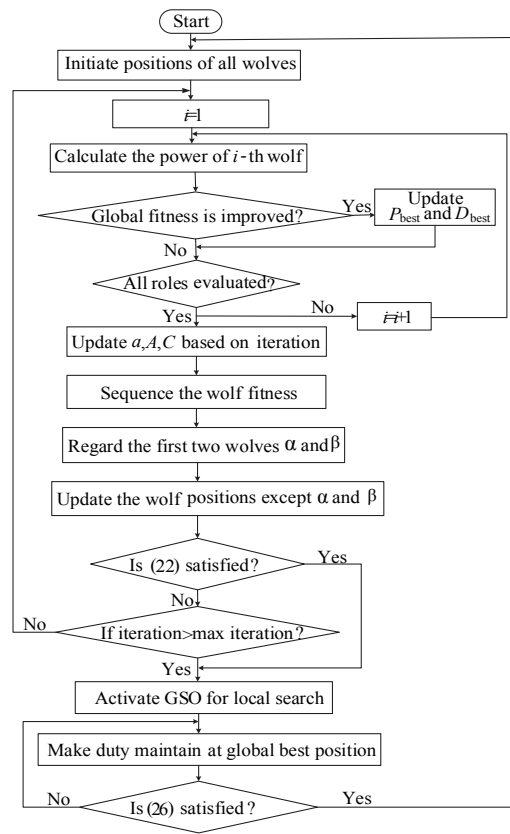 Start
Initiate positions of all wolves
i=1
Calculate the power of i-th wolf
Global fitness is improved?
Yes
Update
Pbest and Dbest
No
All roles evaluated?
Yes
No
i=i+1
Update a,A,C based on iteration
Sequence the wolf fitness
Regard the first two wolves α and β
Update the wolf positions except α and β
Is (22) satisfied?
Yes
No
If iteration>max iteration?
No
Yes
Activate GSO for local search
Make duty maintain at global best position
Is (26) satisfied?
No
Yes